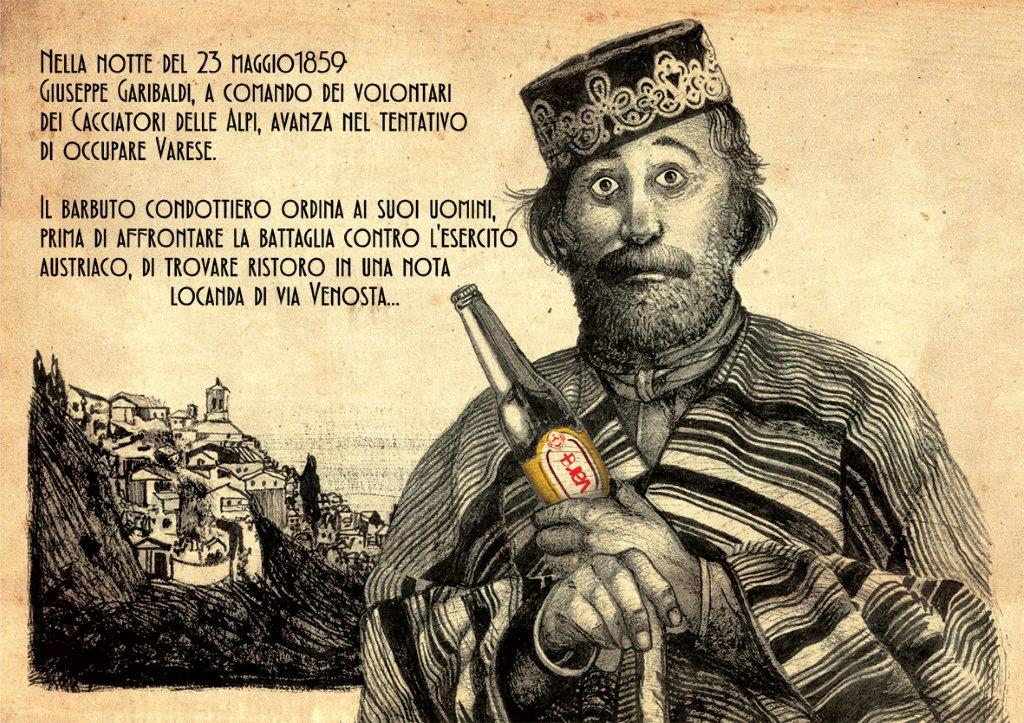 Nella notte del 23 maggio1859
Giuseppe Garibaldi, a comando dei volontari
dei Cacciatori delle Alpi, avanza nel tentativo
di occupare Varese.
Il barbuto condottiero ordina ai suoi uomini,
prima di affrontare la battaglia contro l'esercito
austriaco, di trovare ristoro in una nota
locanda di via Venosta...